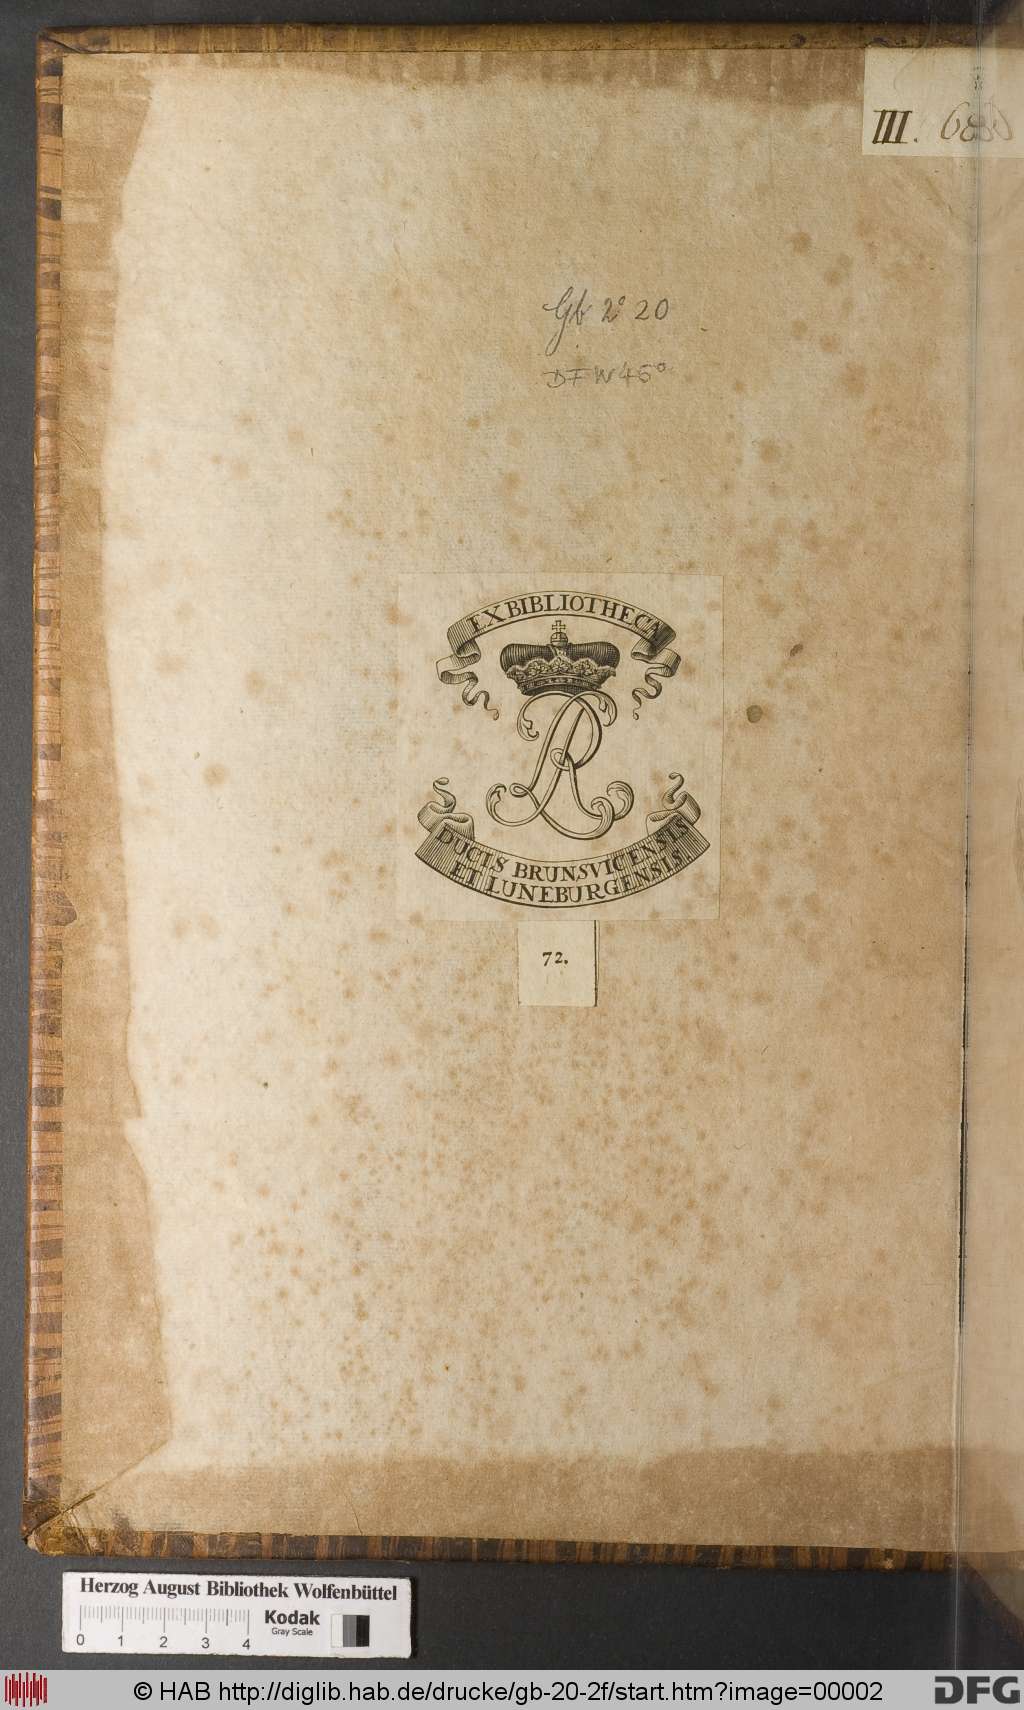 III. 680
Gb 2° 20
DFW 45°
EX BIBLIOTHECA
DUCIS BRUNSVICENSIS
ET LUNEBURGENSIS.
72.
Herzog August Bibliothek Wolfenbüttel
0 1 2 3 4
Kodak
Gray Scale
© HAB http://diglib.hab.de/drucke/gb-20-2f/start.htm?image=00002
DFG